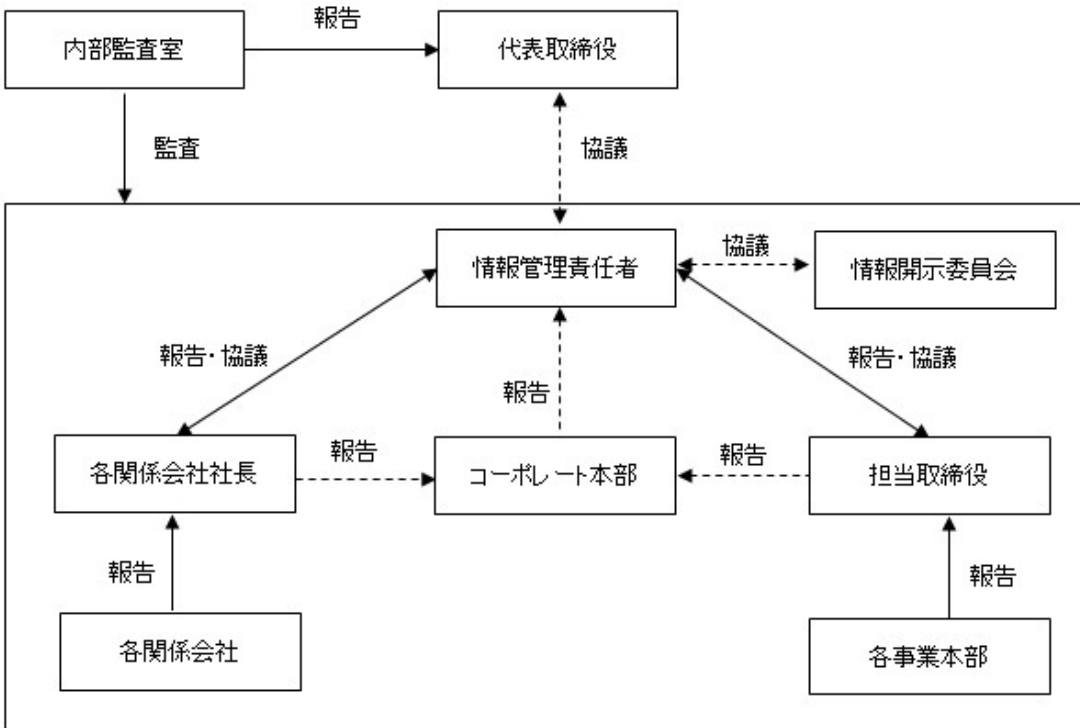 報告
内部監査室
代表取締役
監査
協議
協議
情報管理責任者
情報開示委員会
報告・協議
報告・協議
報告
各関係会社社長
報告
コーポレート本部
報告
担当取締役
報告
報告
各関係会社
各事業本部